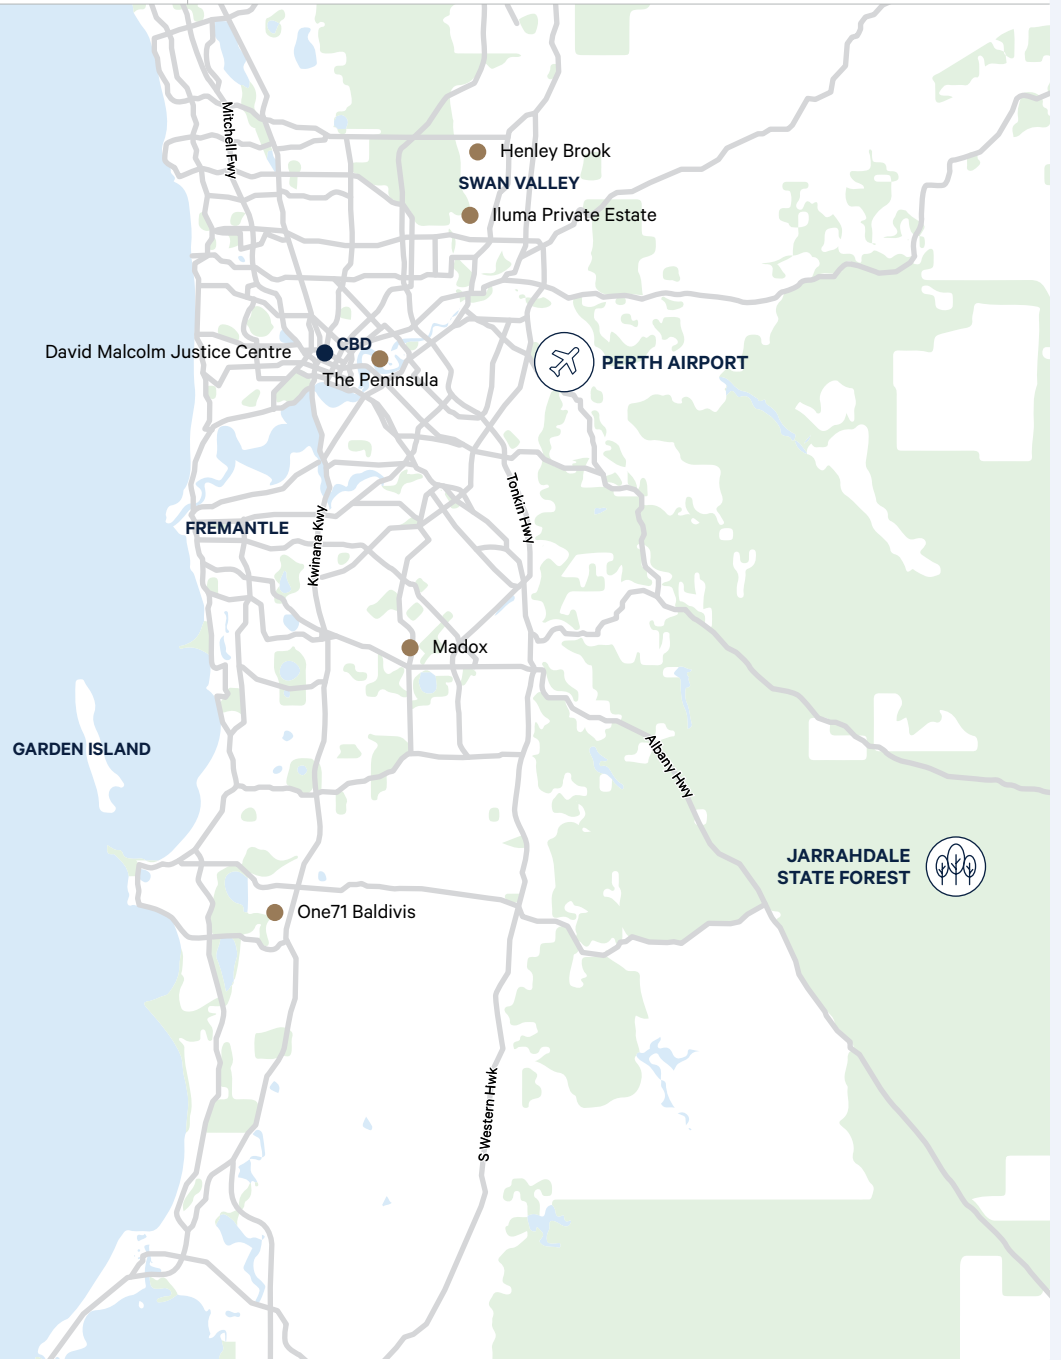 Mitchell Fwy
Henley Brook
SWAN VALLEY
Iluma Private Estate
CBD
David Malcolm Justice Centre
PERTH AIRPORT
The Peninsula
Tonkin Hwy
FREMANTLE
Kwinana Kwy
Madox
GARDEN ISLAND
Albany Hwy
JARRAHDALE
STATE FOREST
One71 Baldivis
S Western Hwk